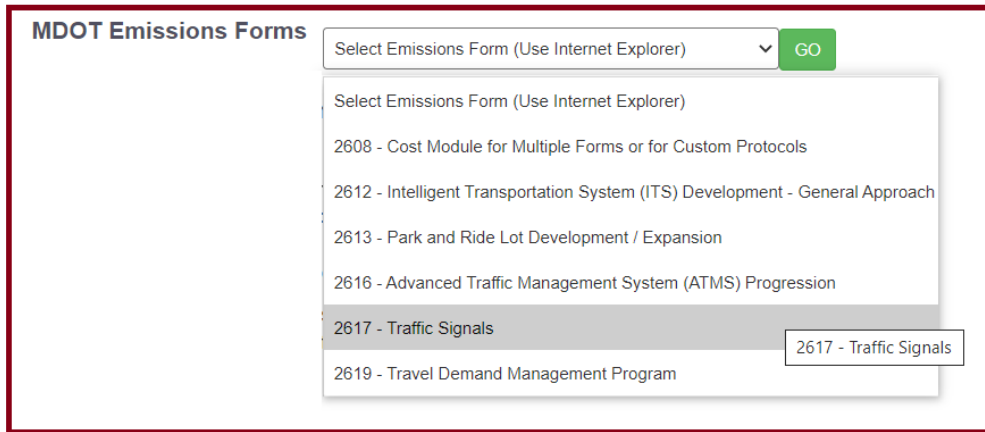 MDOT Emissions Forms
Select Emissions Form (Use Internet Explorer)
GO
Select Emissions Form (Use Internet Explorer)
2608 - Cost Module for Multiple Forms or for Custom Protocols
2612 - Intelligent Transportation System (ITS) Development - General Approach
2613 - Park and Ride Lot Development / Expansion
2616 - Advanced Traffic Management System (ATMS) Progression
2617 - Traffic Signals
2617 - Traffic Signals
2619 - Travel Demand Management Program